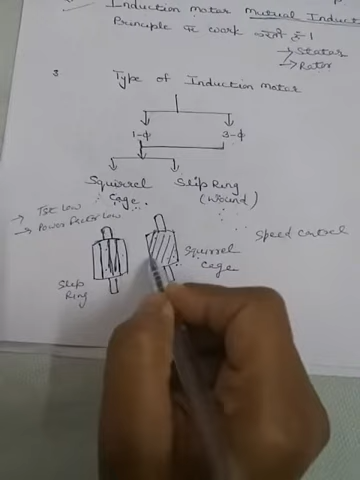 Induction motor Mutual Induct
Principle पर work करती है।
→ Stator
→ Rotor
Type of Induction motor
1-ϕ 3-ϕ
Squirrel Cage.
Slip Ring (Wound)
→ Tst Low
→ Power Factor Low
Speed control
Squirrel Cage
Slip Ring